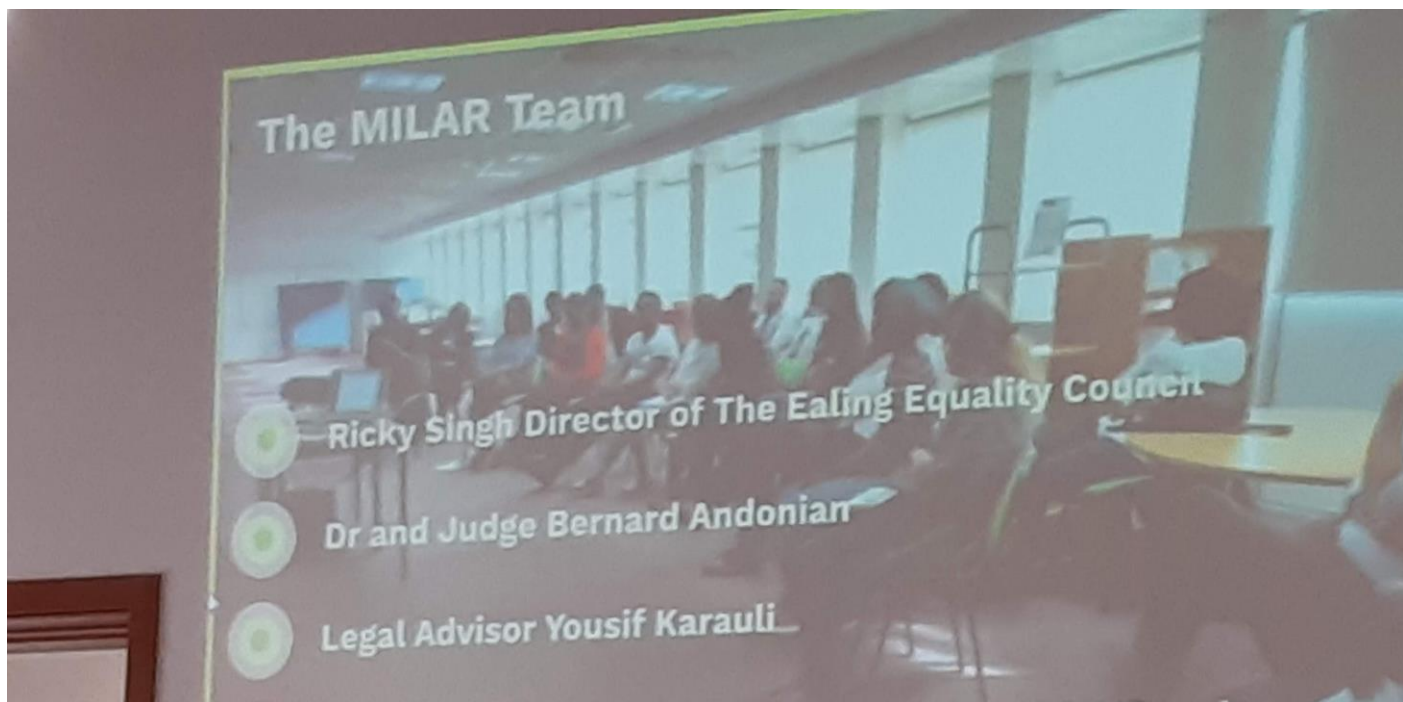 The MILAR Team
Ricky Singh Director of The Ealing Equality Council
Dr and Judge Bernard Andonian
Legal Advisor Yousif Karauli